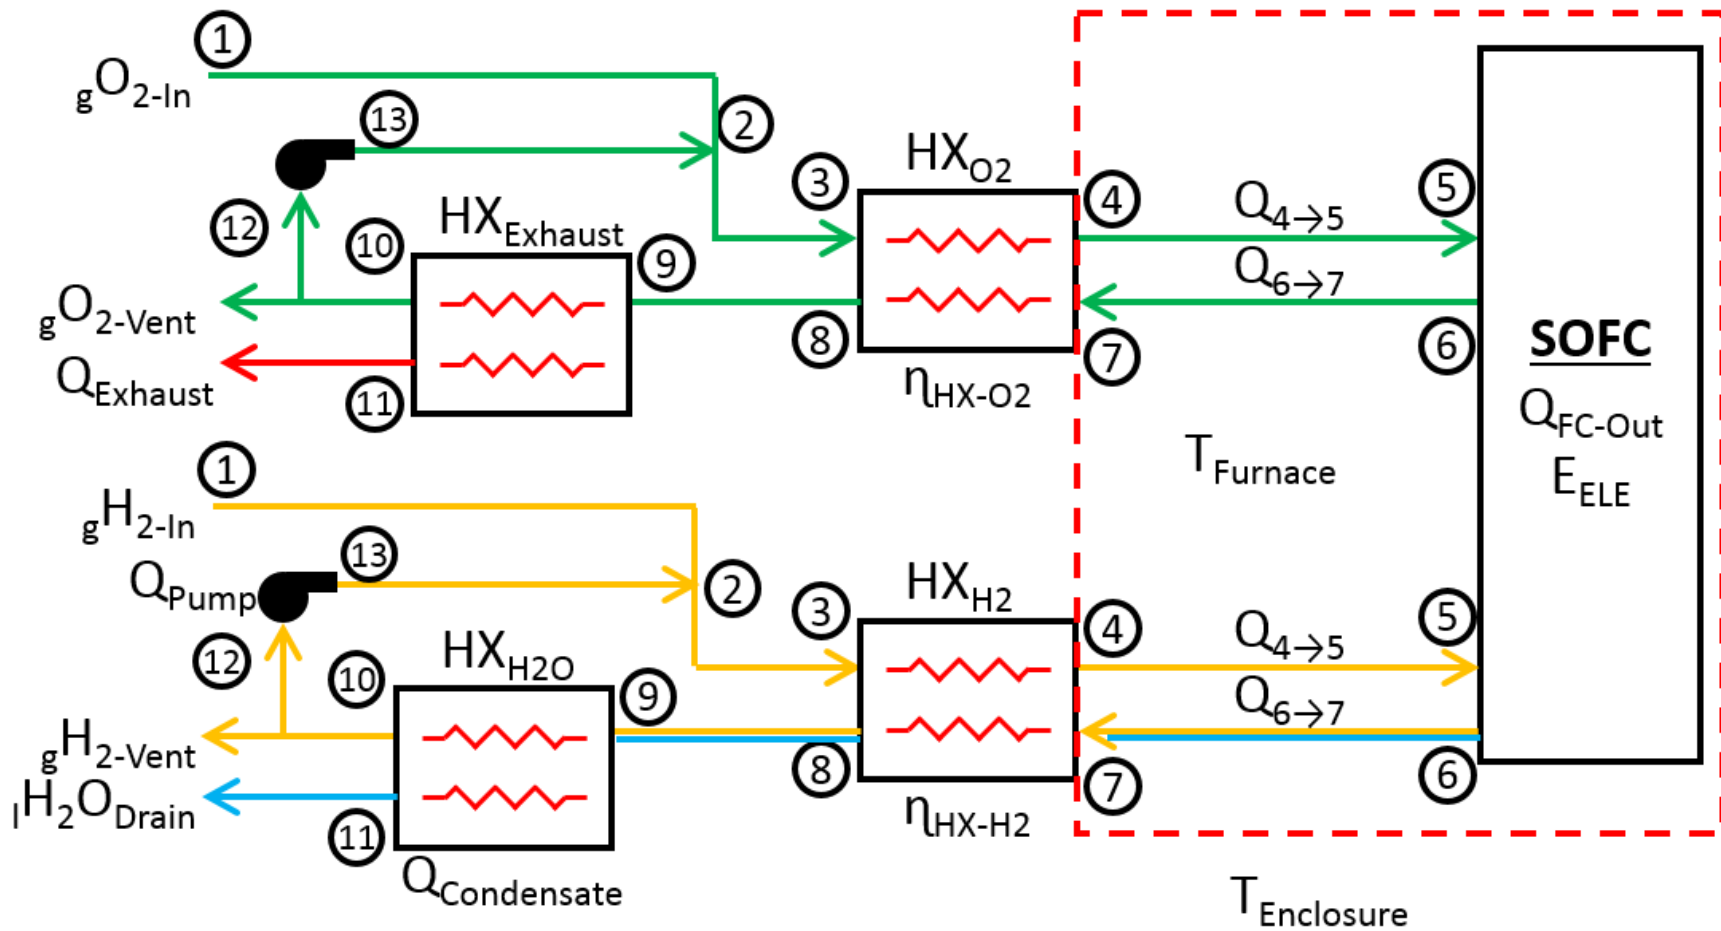 1
gO2-In
13
2
HXO2
3
4
Q4→5
5
12
10
HXExhaust
9
gO2-Vent
Q6→7
8
7
6
QExhaust
11
ηHX-O2
SOFC
QFC-Out
EELE
TFurnace
1
gH2-In
13
QPump
2
HXH2
3
4
Q4→5
5
12
10
HXH2O
9
gH2-Vent
Q6→7
8
7
6
lH2ODrain
11
ηHX-H2
QCondensate
TEnclosure